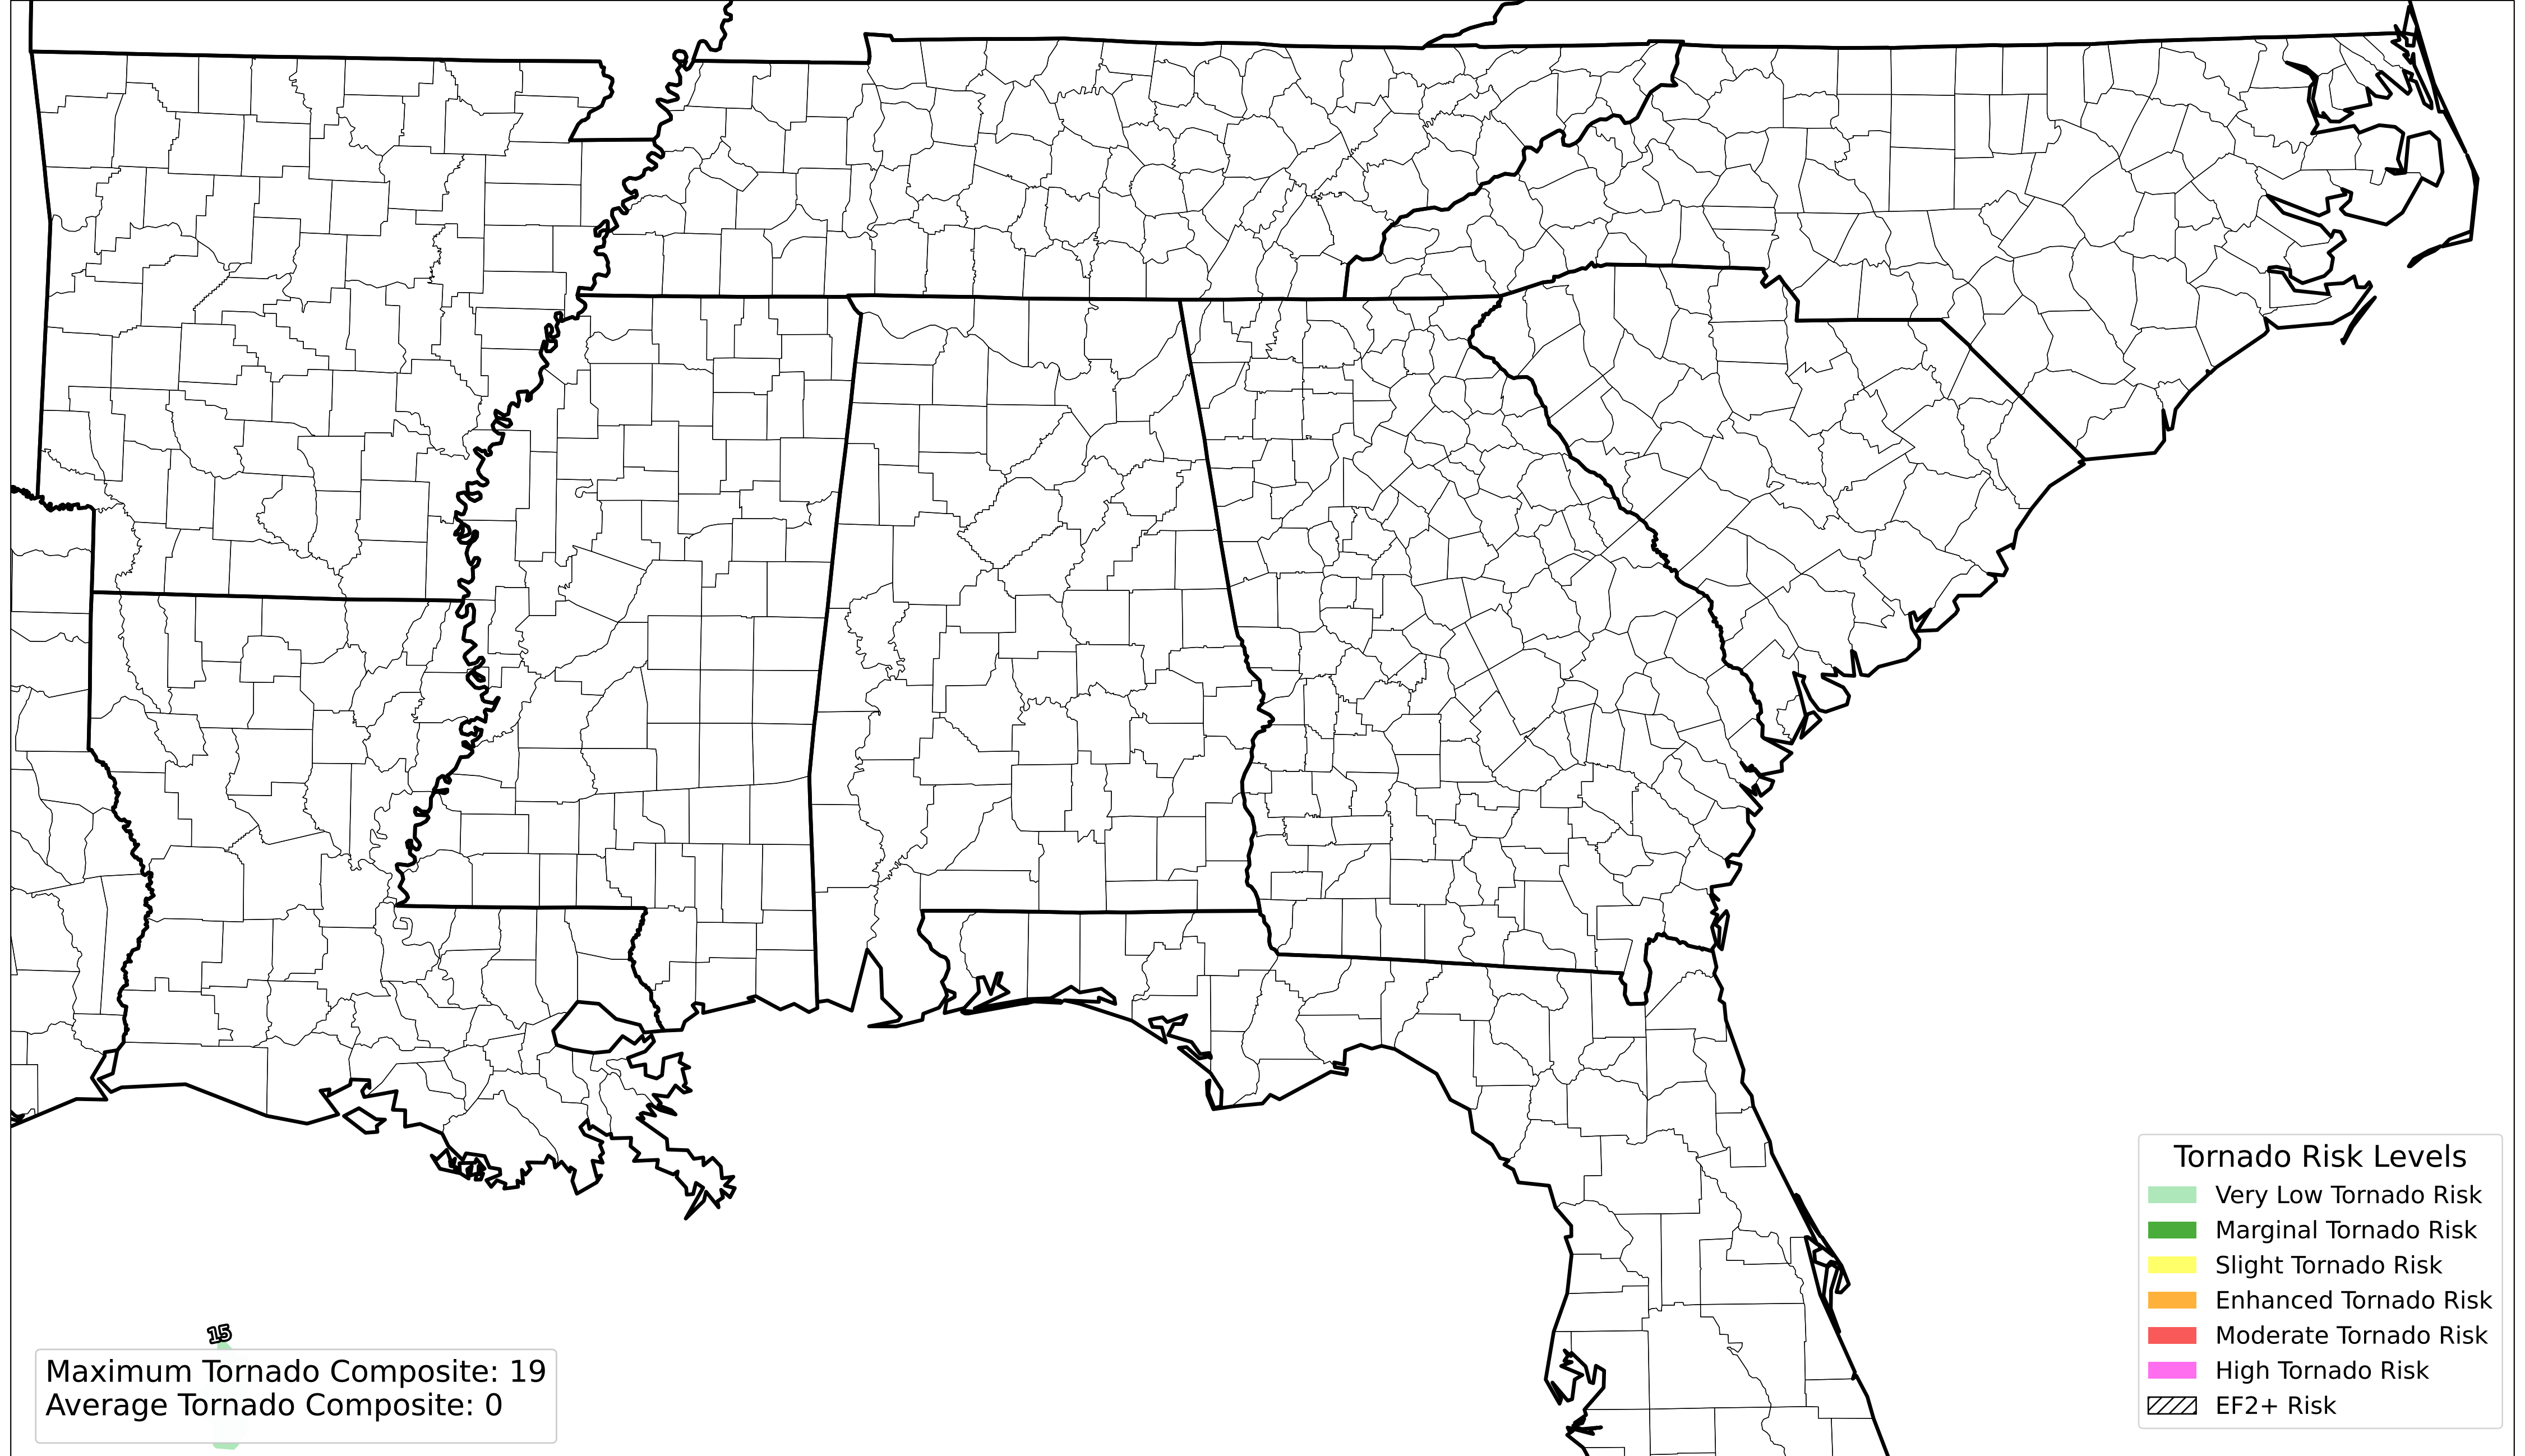 15
Maximum Tornado Composite: 19
Average Tornado Composite: 0
Tornado Risk Levels
Very Low Tornado Risk
Marginal Tornado Risk
Slight Tornado Risk
Enhanced Tornado Risk
Moderate Tornado Risk
High Tornado Risk
EF2+ Risk